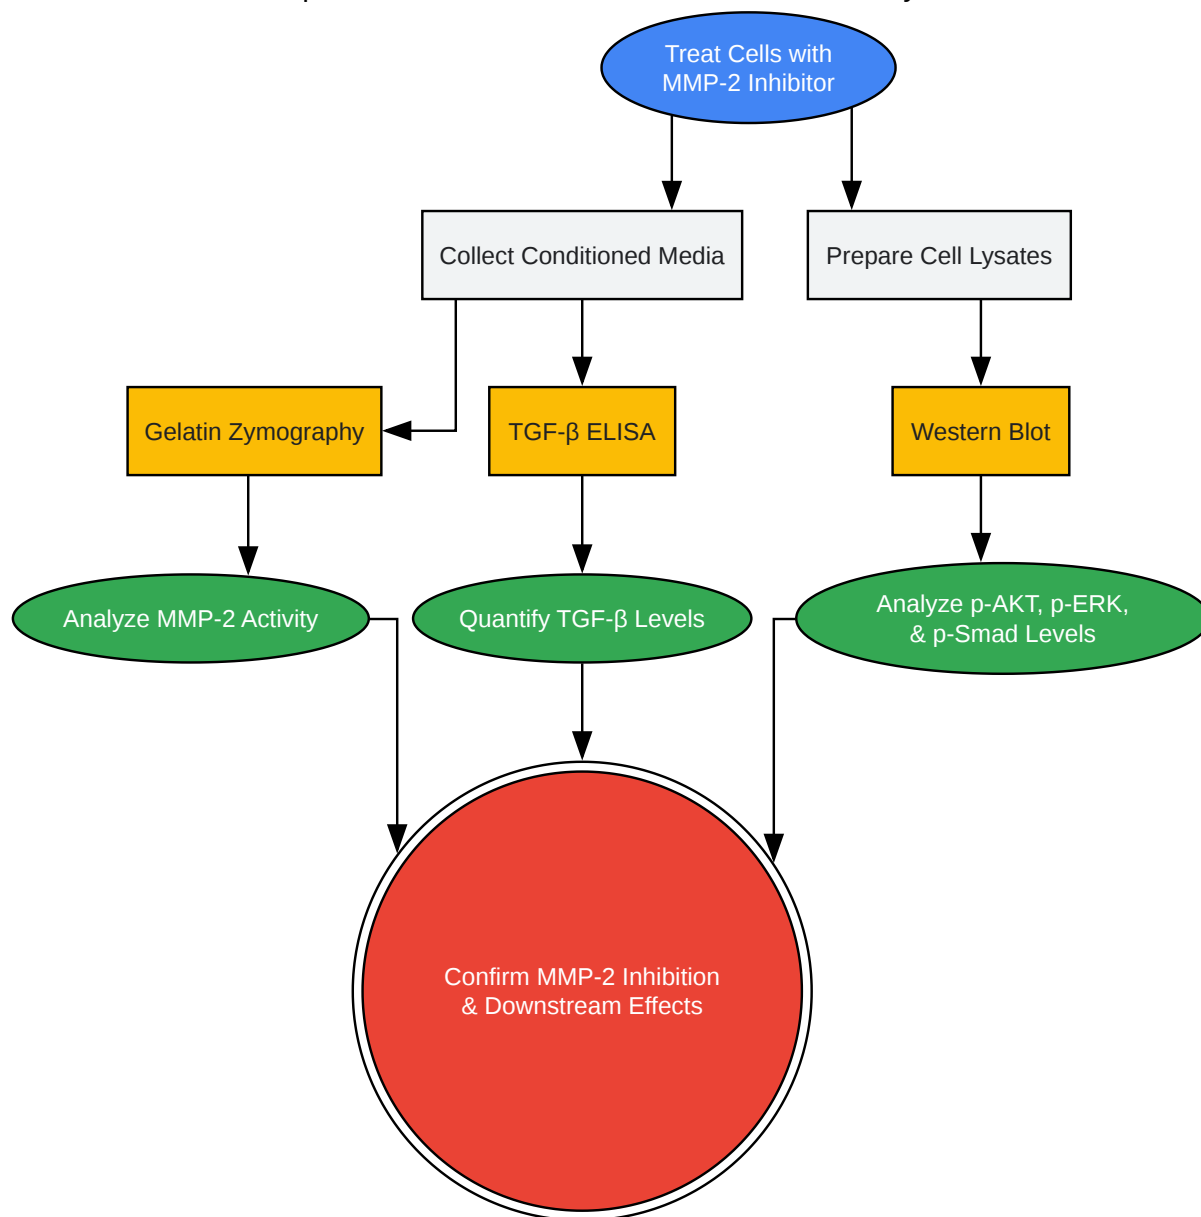 Treat Cells with
MMP-2 Inhibitor
Collect Conditioned Media
Prepare Cell Lysates
Gelatin Zymography
TGF-β ELISA
Western Blot
Analyze MMP-2 Activity
Quantify TGF-β Levels
Analyze p-AKT, p-ERK,
& p-Smad Levels
Confirm MMP-2 Inhibition
& Downstream Effects